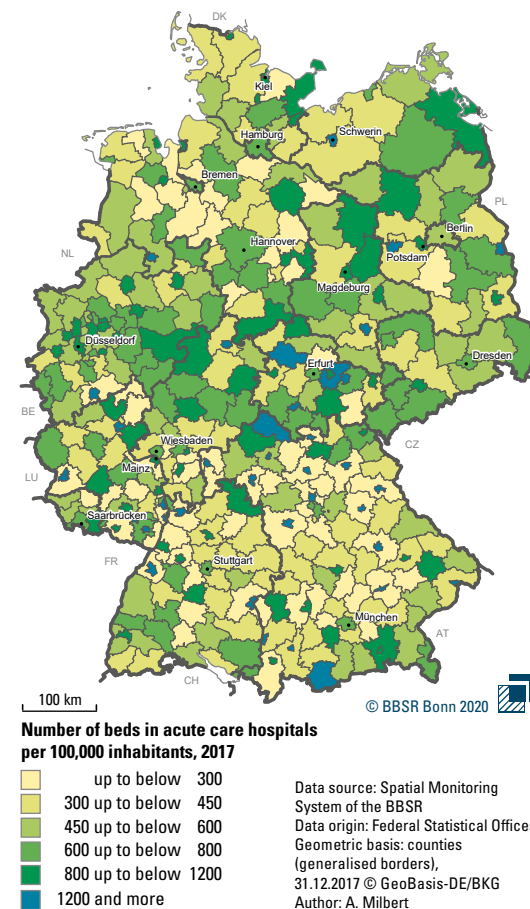 DK
Kiel
Hamburg
Schwerin
Bremen
PL
Berlin
NL
Hannover
Potsdam
Magdeburg
Düsseldorf
Erfurt
Dresden
BE
Wiesbaden
CZ
Mainz
LU
Saarbrücken
FR
Stuttgart
München
AT
CH
100 km
© BBSR Bonn 2020
Number of beds in acute care hospitals
per 100,000 inhabitants, 2017
up to below 300
300 up to below 450
450 up to below 600
600 up to below 800
800 up to below 1200
1200 and more
Data source: Spatial Monitoring
System of the BBSR
Data origin: Federal Statistical Offices
Geometric basis: counties
(generalised borders),
31.12.2017 © GeoBasis-DE/BKG
Author: A. Milbert